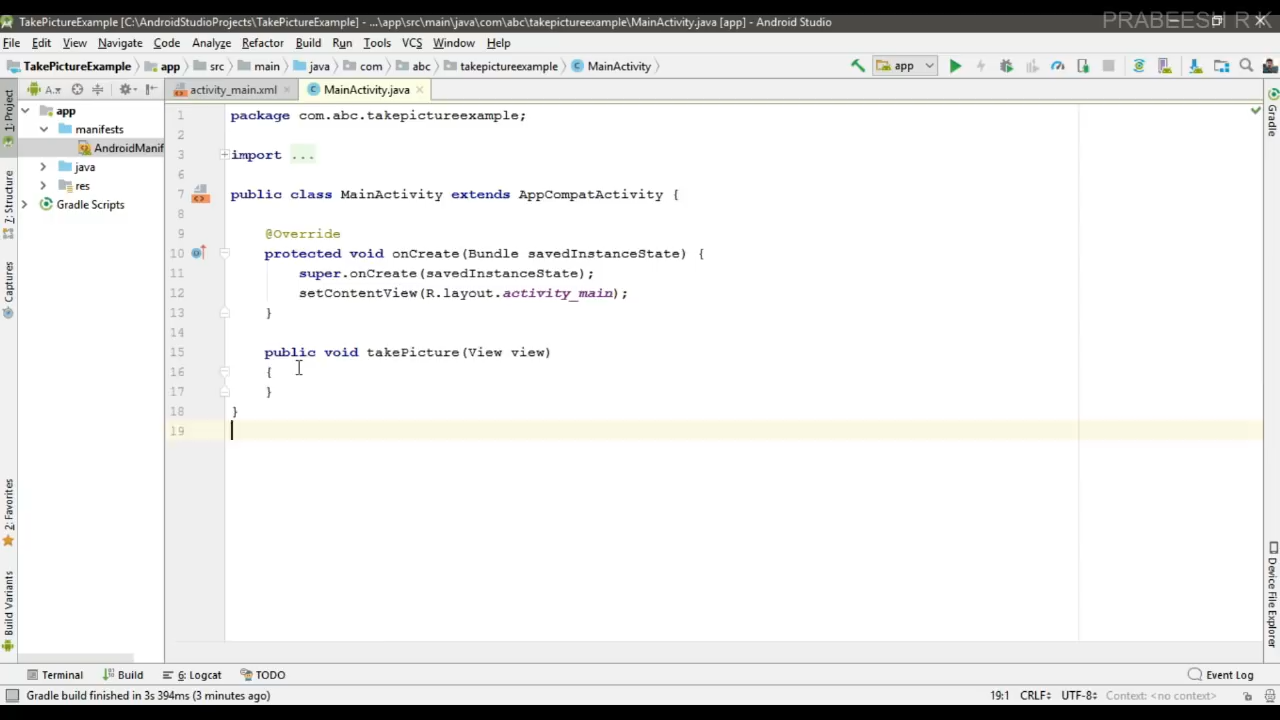 PRABEESH R K
TakePictureExample [C:\AndroidStudioProjects\TakePictureExample] - ...\app\src\main\java\com\abc\takepictureexample\MainActivity.java [app] - Android Studio
File Edit View Navigate Code Analyze Refactor Build Run Tools VCS Window Help
TakePictureExample app src main java com abc takepictureexample MainActivity app
1: Project
A...
activity_main.xml MainActivity.java
app
manifests
AndroidManif
java
res
Gradle Scripts
Z: Structure
Captures
2: Favorites
Build Variants
1 package com.abc.takepictureexample;
2
3 import ...
6
7 public class MainActivity extends AppCompatActivity {
8
9 @Override
10 protected void onCreate(Bundle savedInstanceState) {
11 super.onCreate(savedInstanceState);
12 setContentView(R.layout.activity_main);
13 }
14
15 public void takePicture(View view)
16 {
17 }
18 }
19
Gradle
Device File Explorer
Terminal Build 6: Logcat TODO Event Log
Gradle build finished in 3s 394ms (3 minutes ago) 19:1 CRLF UTF-8 Context: <no context>